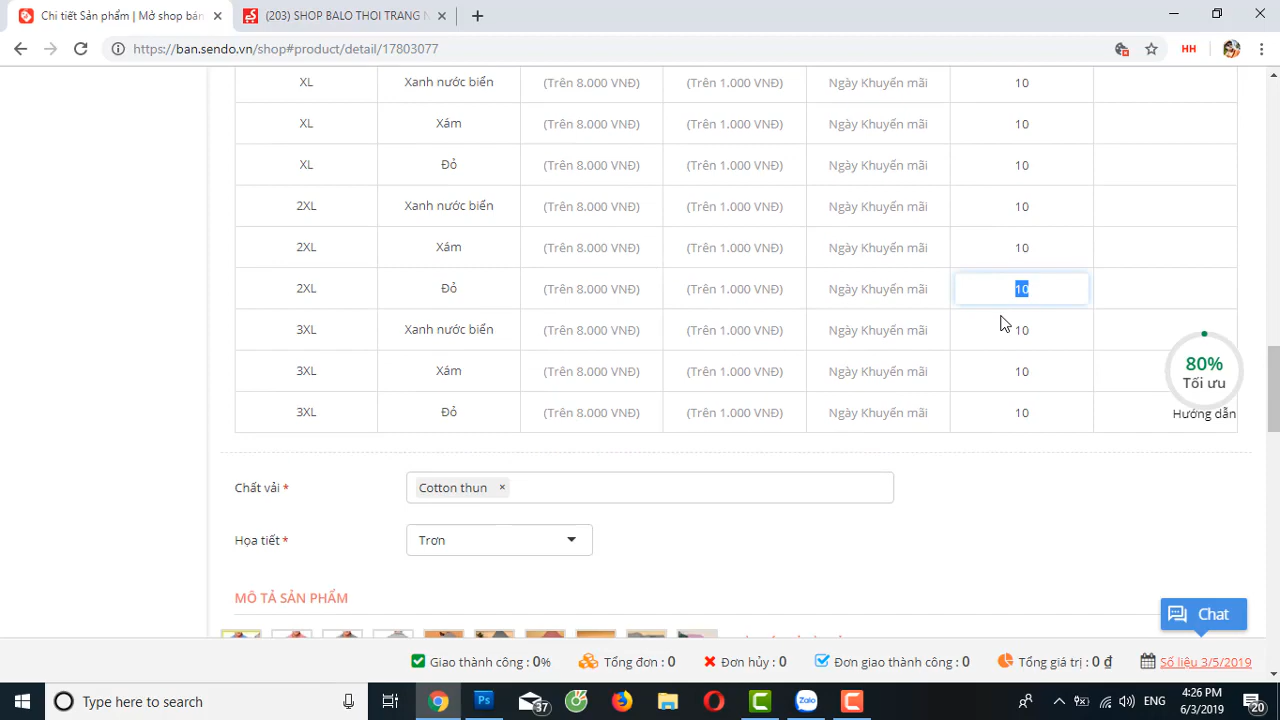 Chi tiết Sản phẩm | Mở shop bán
(203) SHOP BALO THOI TRANG
https://ban.sendo.vn/shop#product/detail/17803077
HH
XL Xanh nước biển (Trên 8.000 VNĐ) (Trên 1.000 VNĐ) Ngày Khuyến mãi 10
XL Xám (Trên 8.000 VNĐ) (Trên 1.000 VNĐ) Ngày Khuyến mãi 10
XL Đỏ (Trên 8.000 VNĐ) (Trên 1.000 VNĐ) Ngày Khuyến mãi 10
2XL Xanh nước biển (Trên 8.000 VNĐ) (Trên 1.000 VNĐ) Ngày Khuyến mãi 10
2XL Xám (Trên 8.000 VNĐ) (Trên 1.000 VNĐ) Ngày Khuyến mãi 10
2XL Đỏ (Trên 8.000 VNĐ) (Trên 1.000 VNĐ) Ngày Khuyến mãi 10
3XL Xanh nước biển (Trên 8.000 VNĐ) (Trên 1.000 VNĐ) Ngày Khuyến mãi 10
3XL Xám (Trên 8.000 VNĐ) (Trên 1.000 VNĐ) Ngày Khuyến mãi 10
3XL Đỏ (Trên 8.000 VNĐ) (Trên 1.000 VNĐ) Ngày Khuyến mãi 10
80%
Tối ưu
Hướng dẫn
Chất vải * Cotton thun ×
Họa tiết * Trơn
MÔ TẢ SẢN PHẨM
Chat
Giao thành công : 0% Tổng đơn : 0 Đơn hủy : 0 Đơn giao thành công : 0 Tổng giá trị : 0 ₫ Số liệu 3/5/2019
Type here to search
Ps
37
Zalo
ENG
4:26 PM
6/3/2019
20